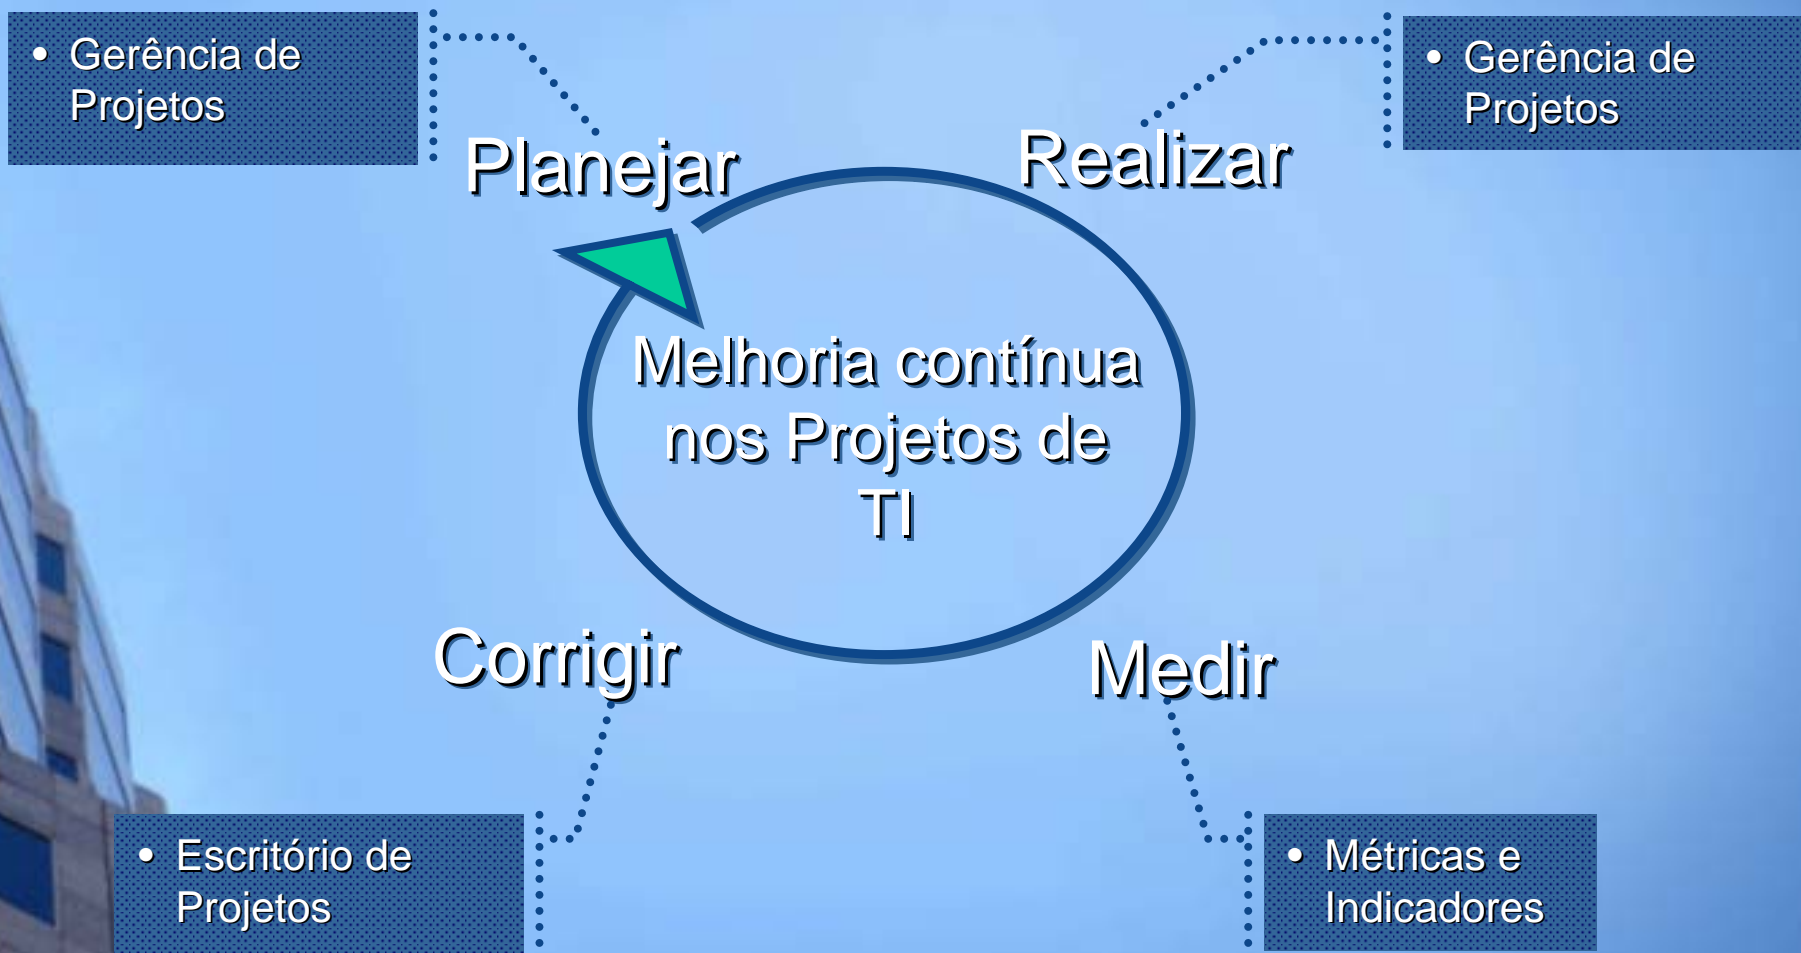 • Gerência de
Projetos
• Gerência de
Projetos
Planejar
Realizar
Melhoria contínua
nos Projetos de
TI
Corrigir
Medir
• Escritório de
Projetos
• Métricas e
Indicadores